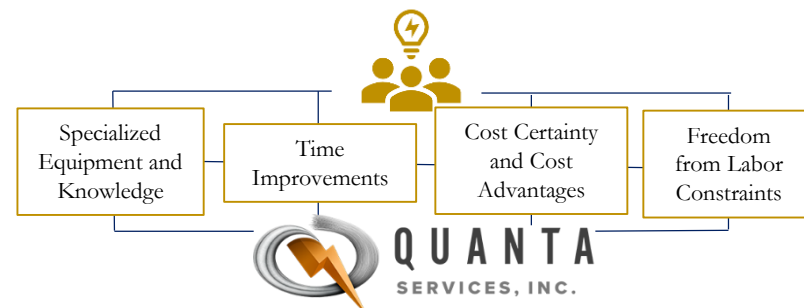 Specialized
Equipment and
Knowledge
Time
Improvements
Cost Certainty
and Cost
Advantages
Freedom
from Labor
Constraints
QUANTA
SERVICES, INC.